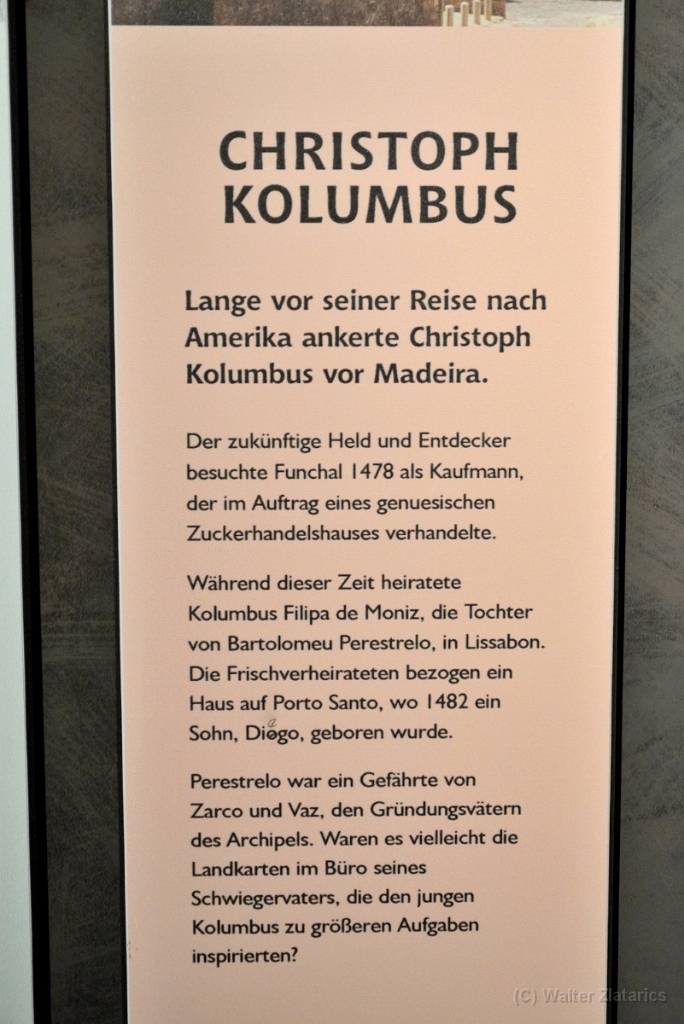 CHRISTOPH
KOLUMBUS
Lange vor seiner Reise nach
Amerika ankerte Christoph
Kolumbus vor Madeira.
Der zukünftige Held und Entdecker
besuchte Funchal 1478 als Kaufmann,
der im Auftrag eines genuesischen
Zuckerhandelshauses verhandelte.
Während dieser Zeit heiratete
Kolumbus Filipa de Moniz, die Tochter
von Bartolomeu Perestrelo, in Lissabon.
Die Frischverheirateten bezogen ein
Haus auf Porto Santo, wo 1482 ein
Sohn, Diego, geboren wurde.
Perestrelo war ein Gefährte von
Zarco und Vaz, den Gründungsvätern
des Archipels. Waren es vielleicht die
Landkarten im Büro seines
Schwiegervaters, die den jungen
Kolumbus zu größeren Aufgaben
inspirierten?
(C) Walter Zlatarics